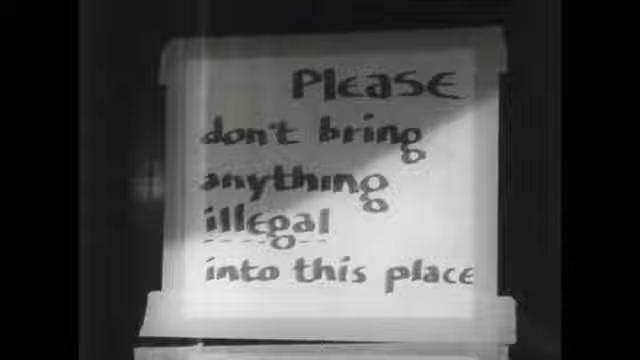 Please
don't bring
anything
illegal
into this place